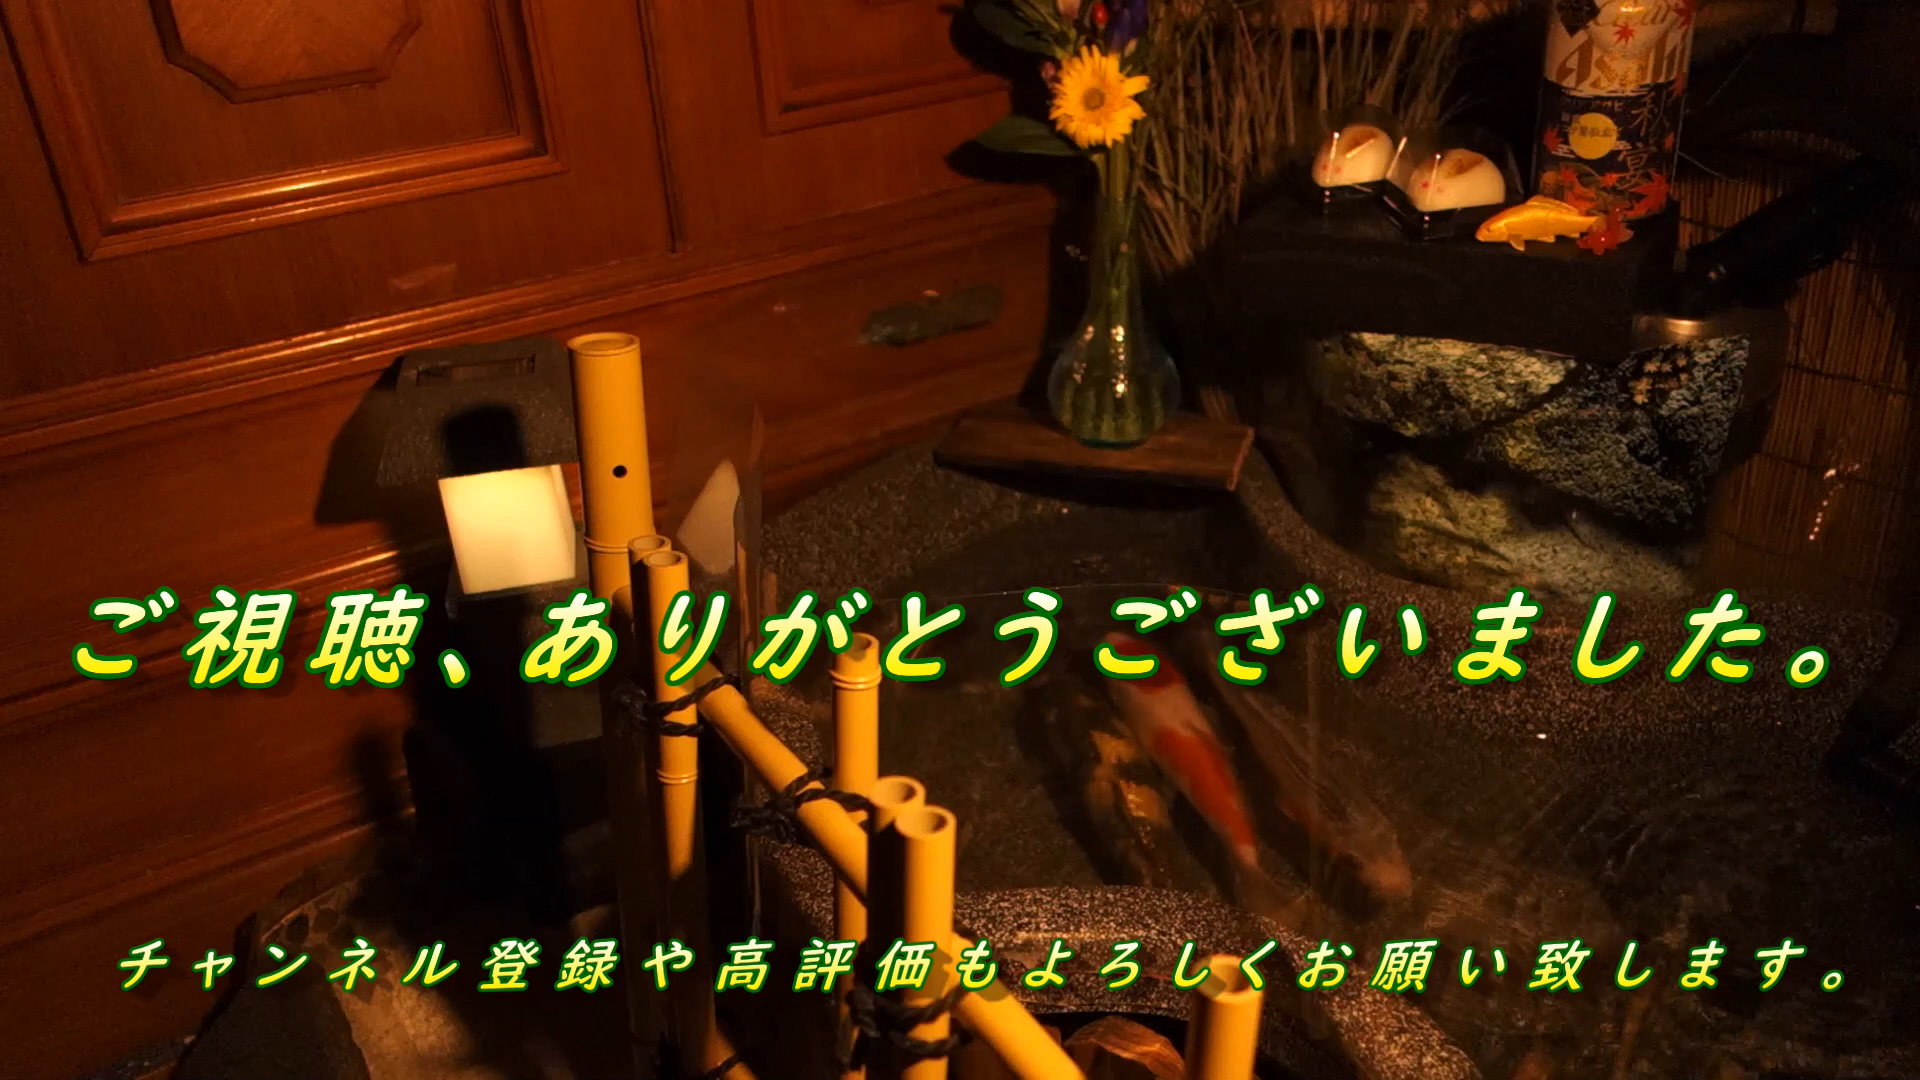 Asahi
ご視聴、ありがとうございました。
チャンネル登録や高評価もよろしくお願い致します。